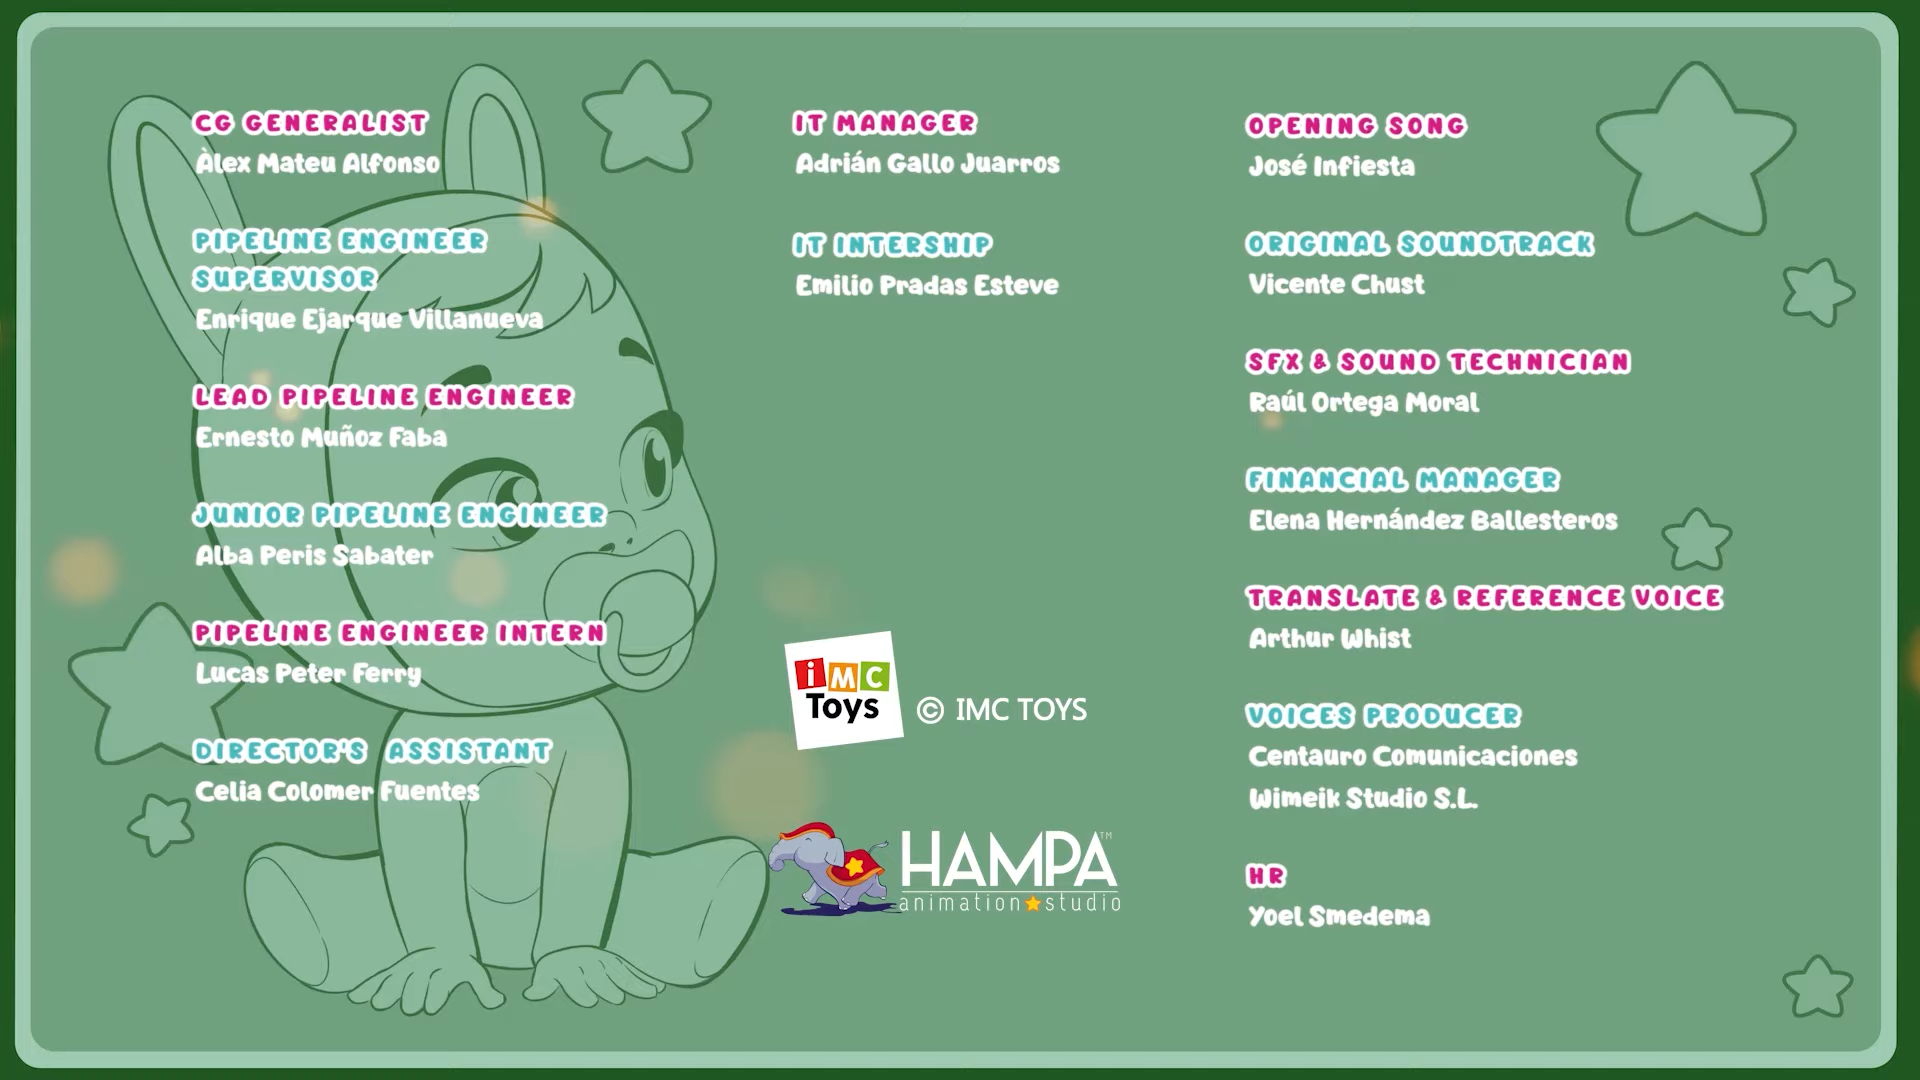 CG GENERALIST
Àlex Mateu Alfonso
PIPELINE ENGINEER
SUPERVISOR
Enrique Ejarque Villanueva
LEAD PIPELINE ENGINEER
Ernesto Muñoz Faba
JUNIOR PIPELINE ENGINEER
Alba Peris Sabater
PIPELINE ENGINEER INTERN
Lucas Peter Ferry
DIRECTOR'S ASSISTANT
Celia Colomer Fuentes
IT MANAGER
Adrián Gallo Juarros
IT INTERSHIP
Emilio Pradas Esteve
iMC
Toys
© IMC TOYS
HAMPA™
animation studio
OPENING SONG
José Infiesta
ORIGINAL SOUNDTRACK
Vicente Chust
SFX & SOUND TECHNICIAN
Raúl Ortega Moral
FINANCIAL MANAGER
Elena Hernández Ballesteros
TRANSLATE & REFERENCE VOICE
Arthur Whist
VOICES PRODUCER
Centauro Comunicaciones
Wimeik Studio S.L.
HR
Yoel Smedema